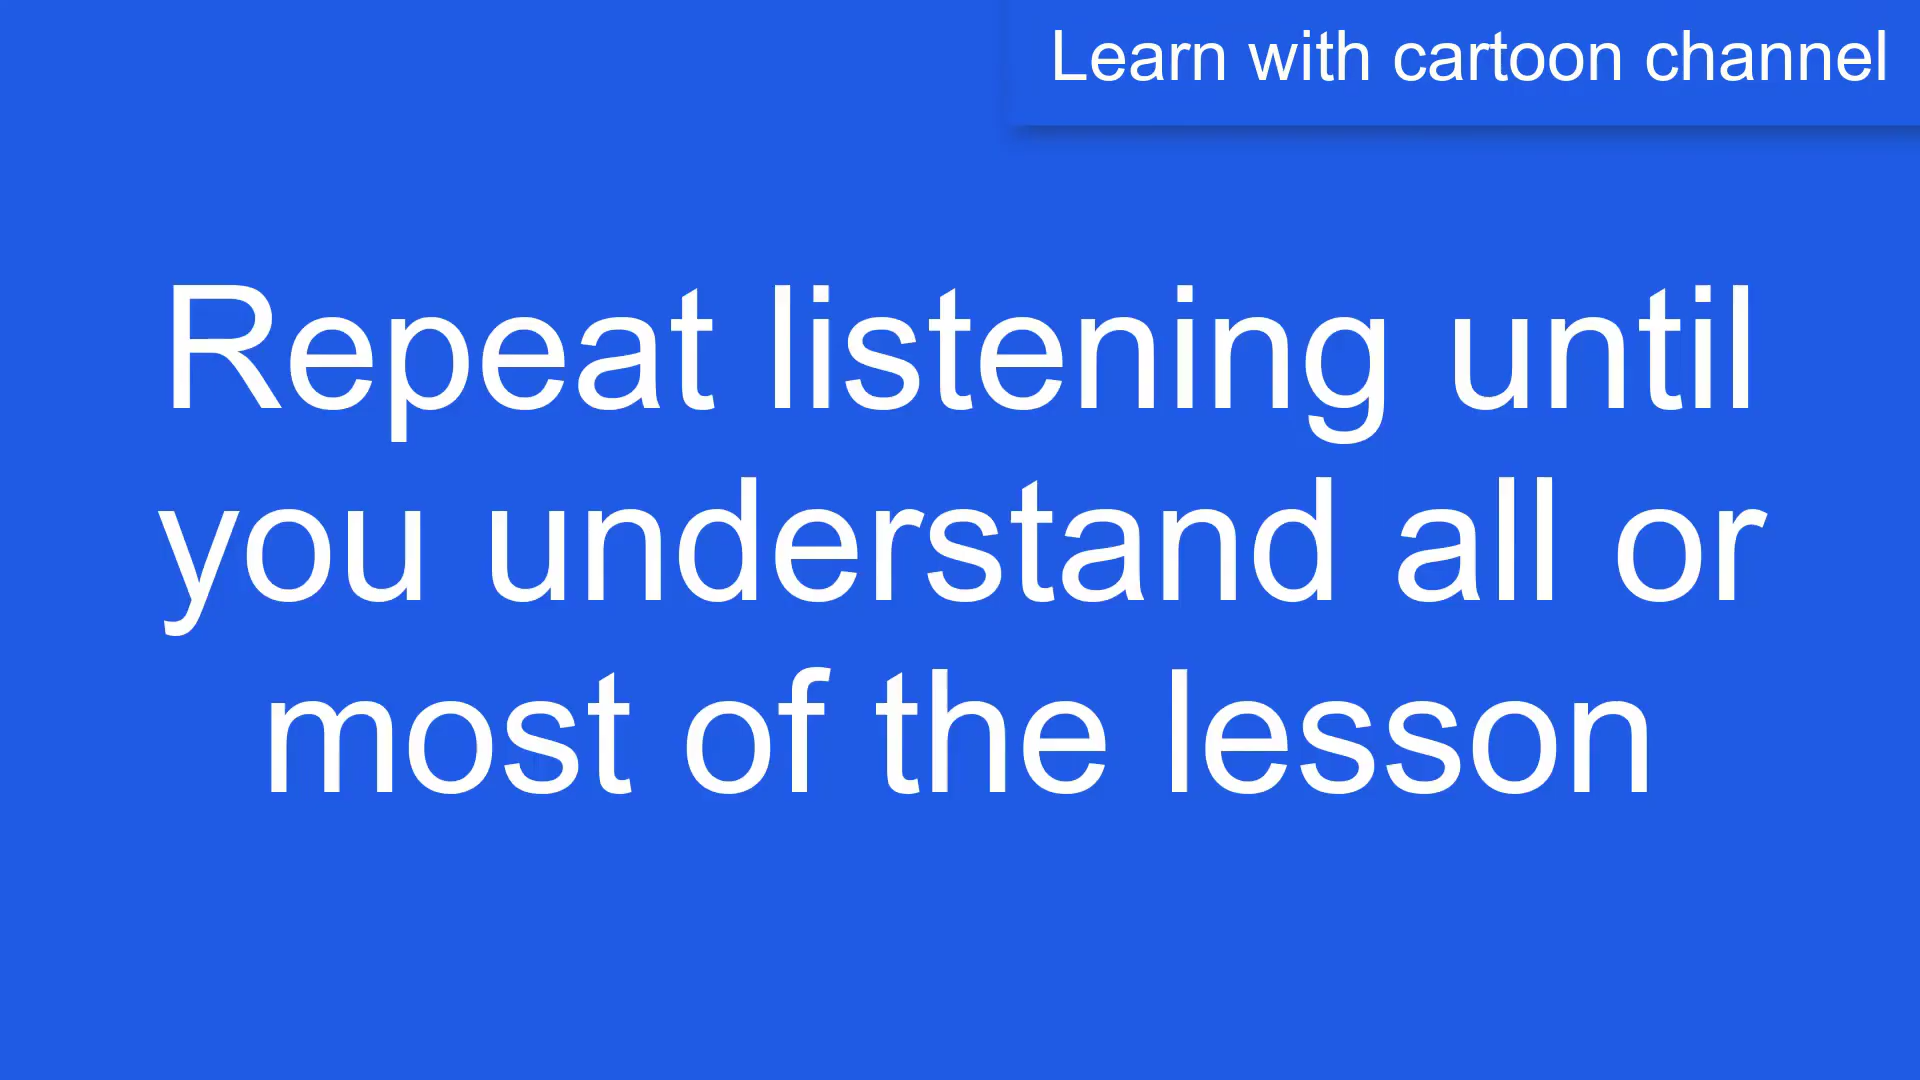 Learn with cartoon channel
Repeat listening until
you understand all or
most of the lesson